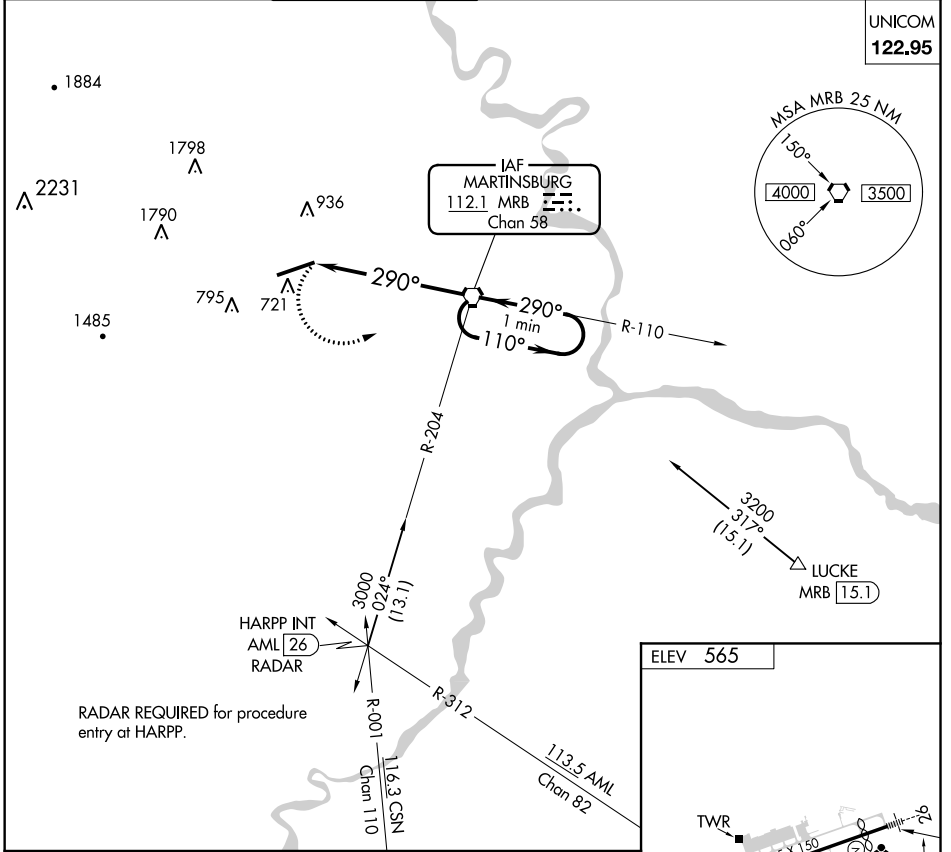 UNICOM
122.95
1884
MSA MRB 25 NM
150°
4000
3500
060°
1798
IAF
MARTINSBURG
112.1 MRB
Chan 58
2231
936
1790
290°
795
721
1485
290°
1 min
110°
R-110
R-204
3200
317°
(15.1)
LUCKE
MRB 15.1
3000
024°
(13.1)
HARPP INT
AML 26
RADAR
RADAR REQUIRED for procedure
entry at HARPP.
R-312
R-001
116.3 CSN
Chan 110
113.5 AML
Chan 82
ELEV 565
TWR
X 150
26